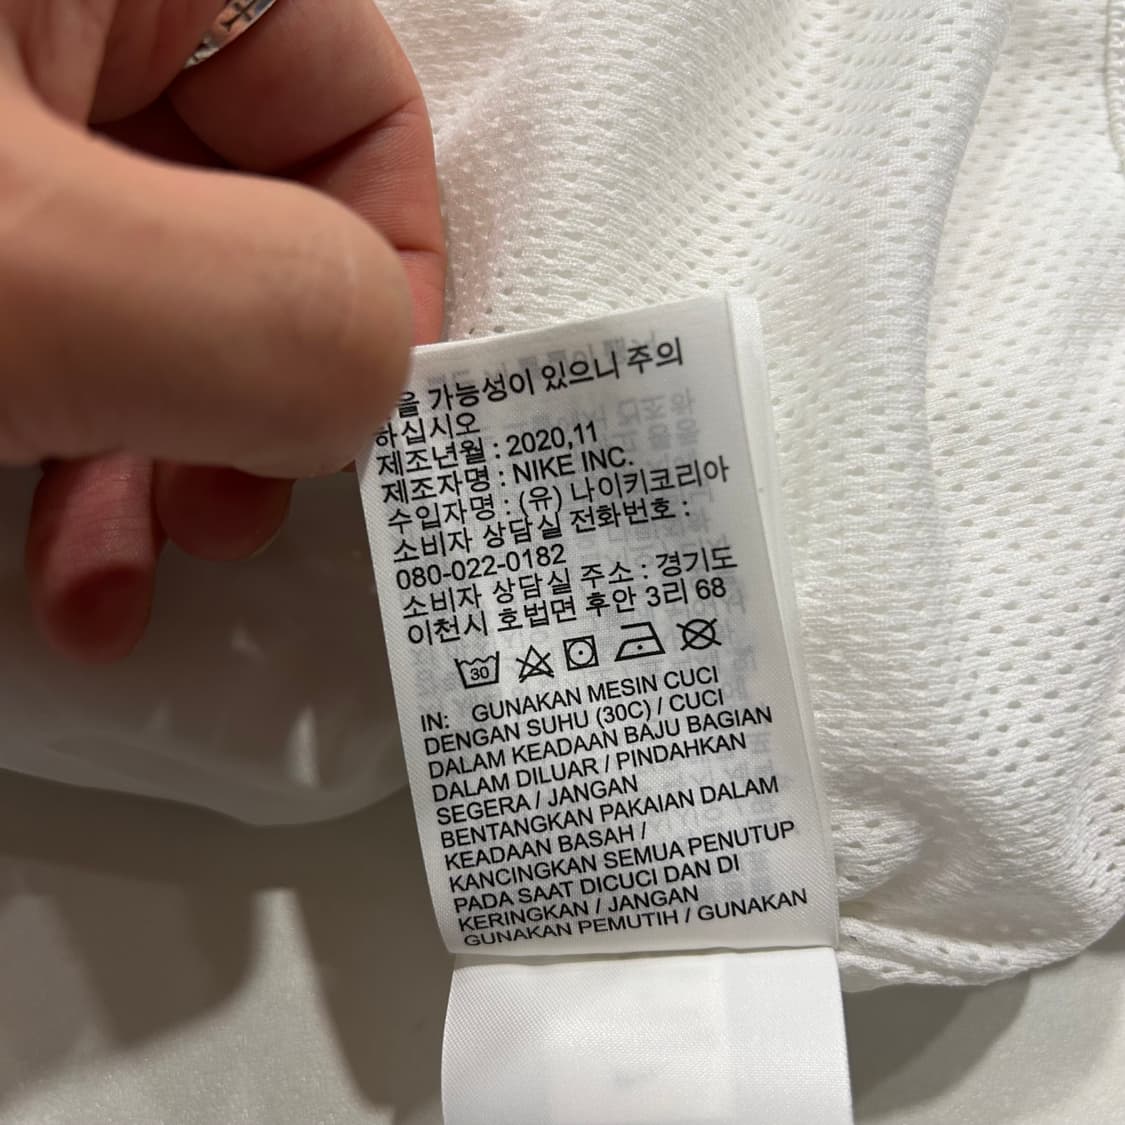 을 가능성이 있으니 주의
하십시오
제조년월 : 2020,11
제조자명 : NIKE INC.
수입자명 : (유) 나이키코리아
소비자 상담실 전화번호 :
080-022-0182
소비자 상담실 주소 : 경기도
이천시 호법면 후안 3리 68
30
IN: GUNAKAN MESIN CUCI
DENGAN SUHU (30C) / CUCI
DALAM KEADAAN BAJU BAGIAN
DALAM DILUAR / PINDAHKAN
SEGERA / JANGAN
BENTANGKAN PAKAIAN DALAM
KEADAAN BASAH /
KANCINGKAN SEMUA PENUTUP
PADA SAAT DICUCI DAN DI
KERINGKAN / JANGAN
GUNAKAN PEMUTIH / GUNAKAN